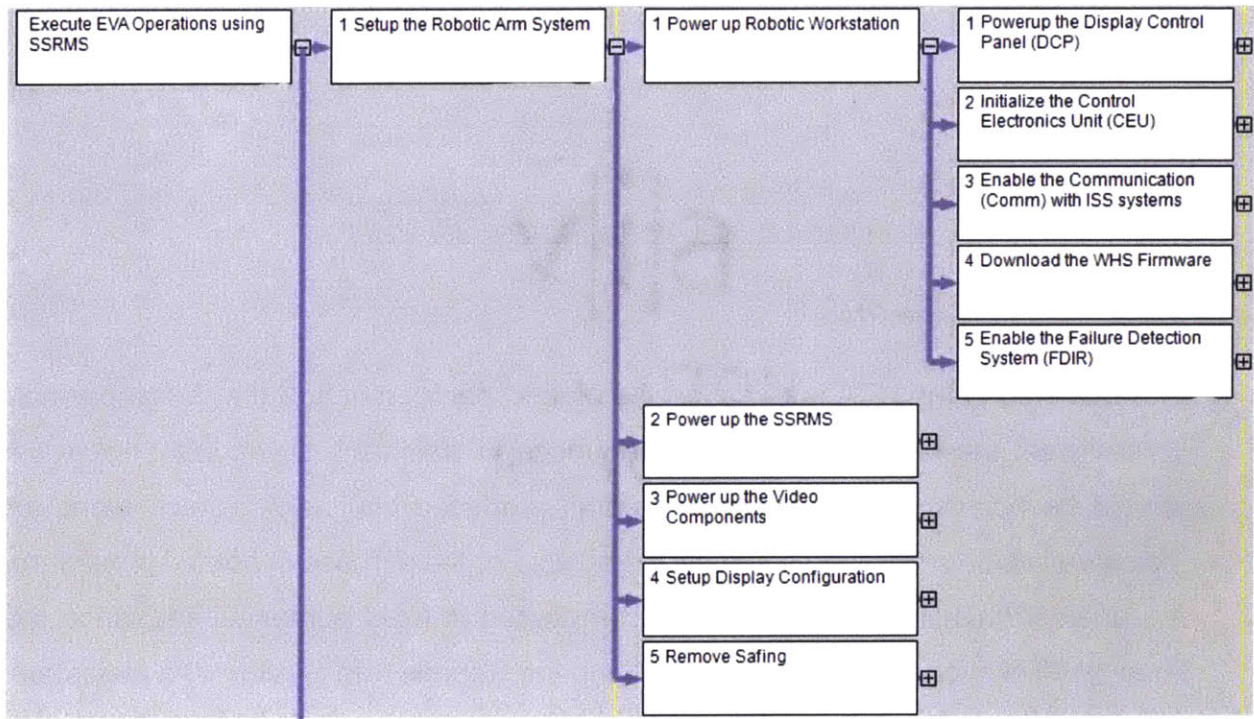 Execute EVA Operations using
SSRMS
1 Setup the Robotic Arm System
1 Power up Robotic Workstation
1 Powerup the Display Control
Panel (DCP)
2 Initialize the Control
Electronics Unit (CEU)
3 Enable the Communication
(Comm) with ISS systems
4 Download the WHS Firmware
5 Enable the Failure Detection
System (FDIR)
2 Power up the SSRMS
3 Power up the Video
Components
4 Setup Display Configuration
5 Remove Safing